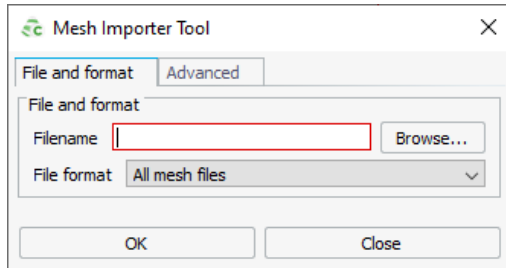 Mesh Importer Tool
File and format
Advanced
File and format
Filename
Browse...
File format
All mesh files
OK
Close